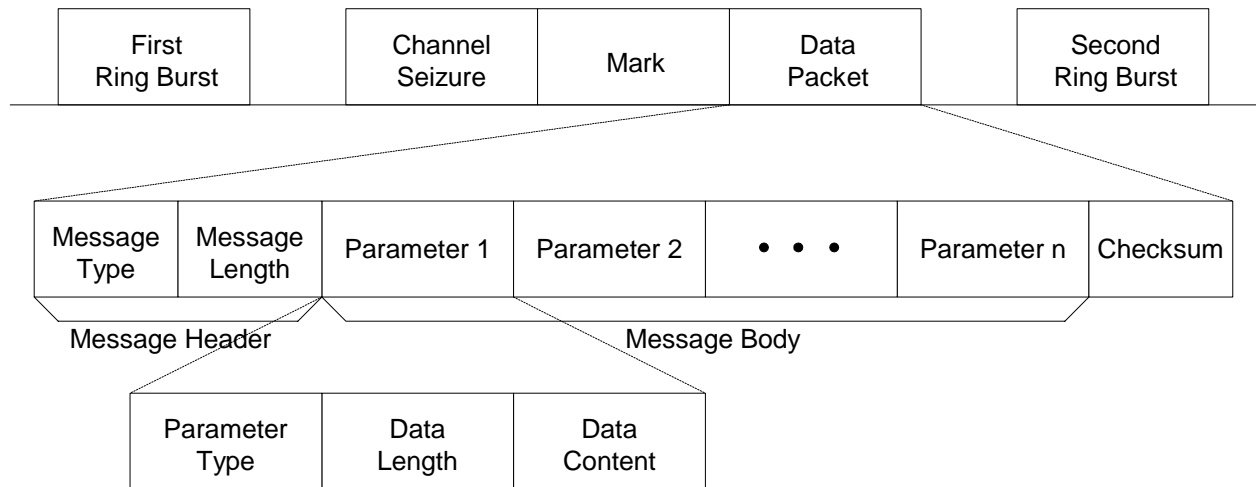 First
Ring Burst
Channel
Seizure
Mark
Data
Packet
Second
Ring Burst
Message
Type
Message
Length
Parameter 1
Parameter 2
• • •
Parameter n
Checksum
Message Header
Message Body
Parameter
Type
Data
Length
Data
Content